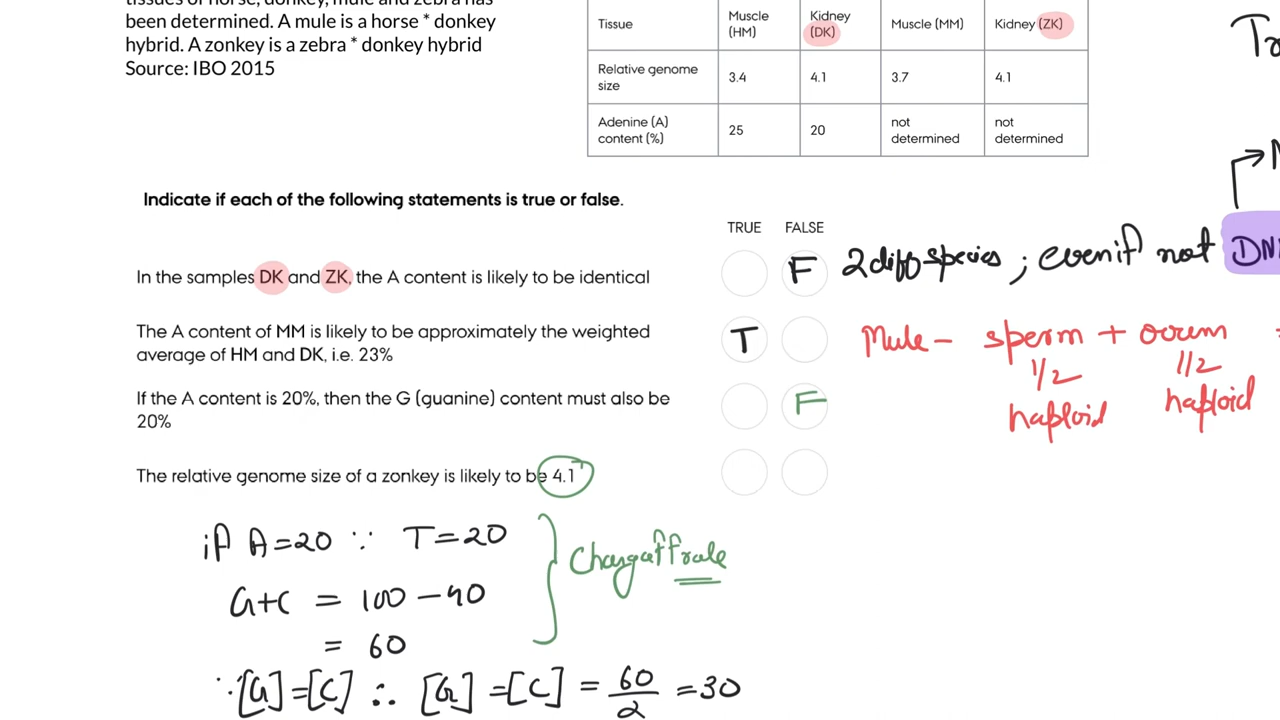 tissues of horse, donkey, mule and zebra has
been determined. A mule is a horse * donkey
hybrid. A zonkey is a zebra * donkey hybrid
Source: IBO 2015
Tissue Muscle (HM) Kidney (DK) Muscle (MM) Kidney (ZK)
Relative genome size 3.4 4.1 3.7 4.1
Adenine (A) content (%) 25 20 not determined not determined
Indicate if each of the following statements is true or false.
TRUE FALSE
In the samples DK and ZK, the A content is likely to be identical F 2 diff species ; even if not
The A content of MM is likely to be approximately the weighted
average of HM and DK, i.e. 23% T
Mule - sperm + ovum
1/2 1/2
haploid haploid
If the A content is 20%, then the G (guanine) content must also be
20% F
The relative genome size of a zonkey is likely to be 4.1
if A=20 ∵ T=20
G+C = 100 - 40
= 60
Chargaff rule
∵ [G]=[C] ∴ [G] =[C] = 60/2 =30